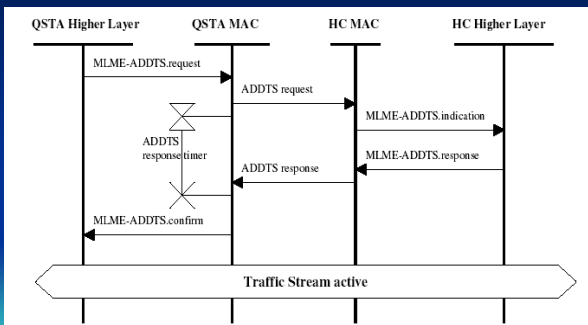 QSTA Higher Layer QSTA MAC HC MAC HC Higher Layer
MLME-ADDTS.request
ADDTS request
MLME-ADDTS.indication
ADDTS
response timer
MLME-ADDTS.response
ADDTS response
MLME-ADDTS.confirm
Traffic Stream active